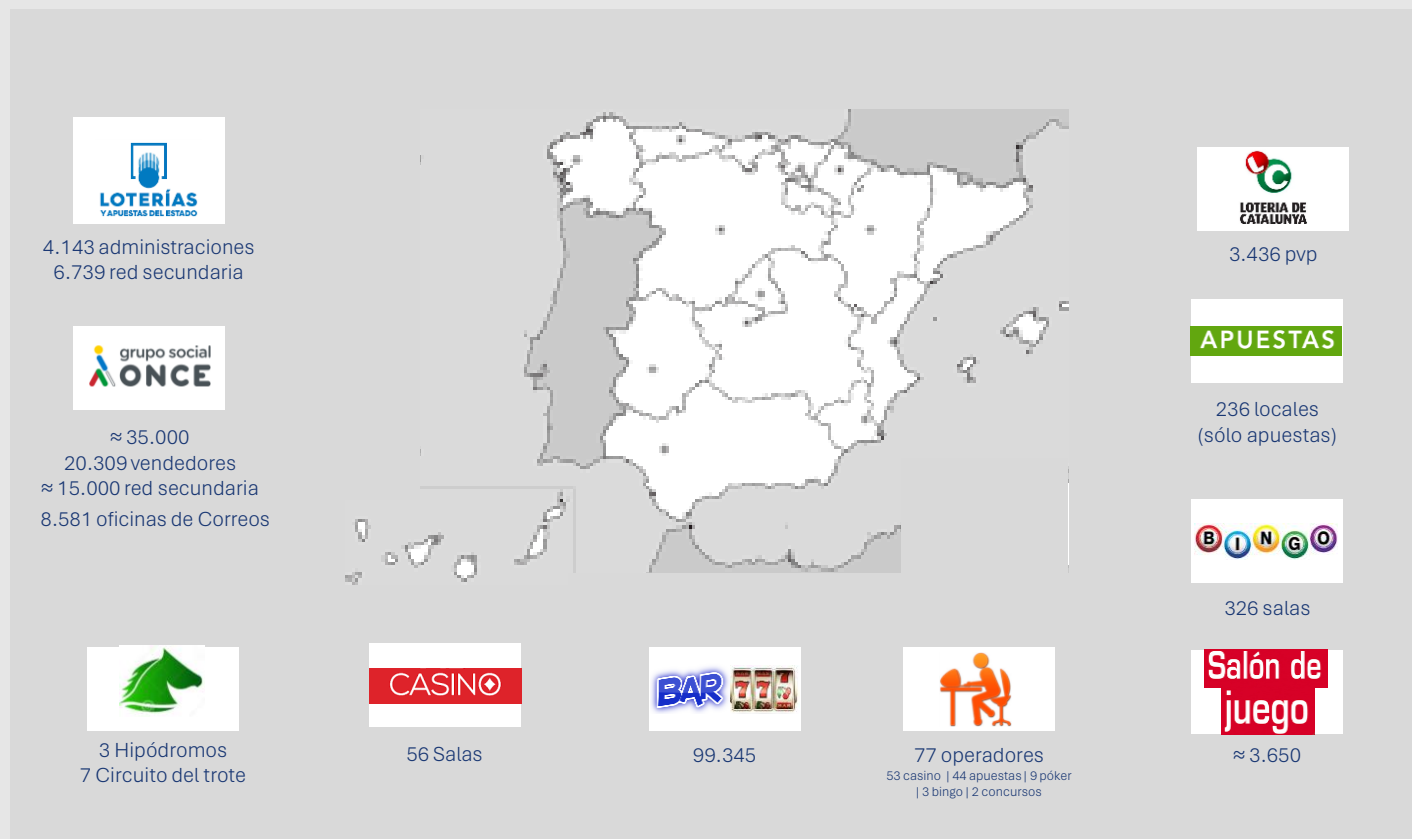 LOTERÍAS
Y APUESTAS DEL ESTADO
4.143 administraciones
6.739 red secundaria
grupo social
ONCE
≈ 35.000
20.309 vendedores
≈ 15.000 red secundaria
8.581 oficinas de Correos
LC
LOTERIA DE
CATALUNYA
3.436 pvp
APUESTAS
236 locales
(sólo apuestas)
BINGO
326 salas
3 Hipódromos
7 Circuito del trote
CASINO
56 Salas
BAR 777
99.345
77 operadores
53 casino | 44 apuestas | 9 póker
| 3 bingo | 2 concursos
Salón de
juego
≈ 3.650